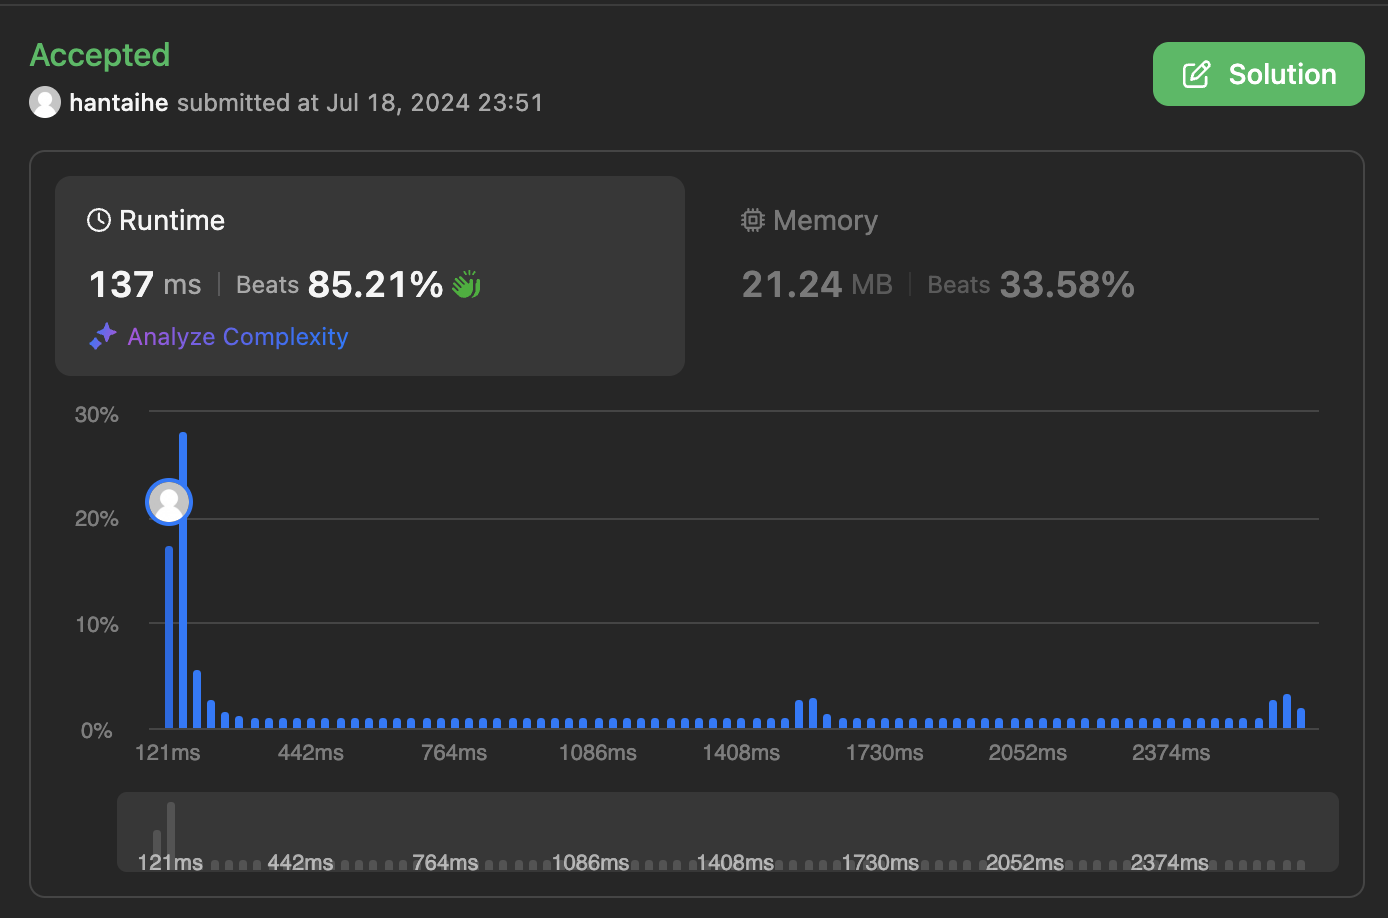 Accepted
Solution
hantaihe submitted at Jul 18, 2024 23:51
Runtime
Memory
137 ms Beats 85.21%
21.24 MB Beats 33.58%
Analyze Complexity
30%
20%
10%
0%
121ms 442ms 764ms 1086ms 1408ms 1730ms 2052ms 2374ms
121ms 442ms 764ms 1086ms 1408ms 1730ms 2052ms 2374ms